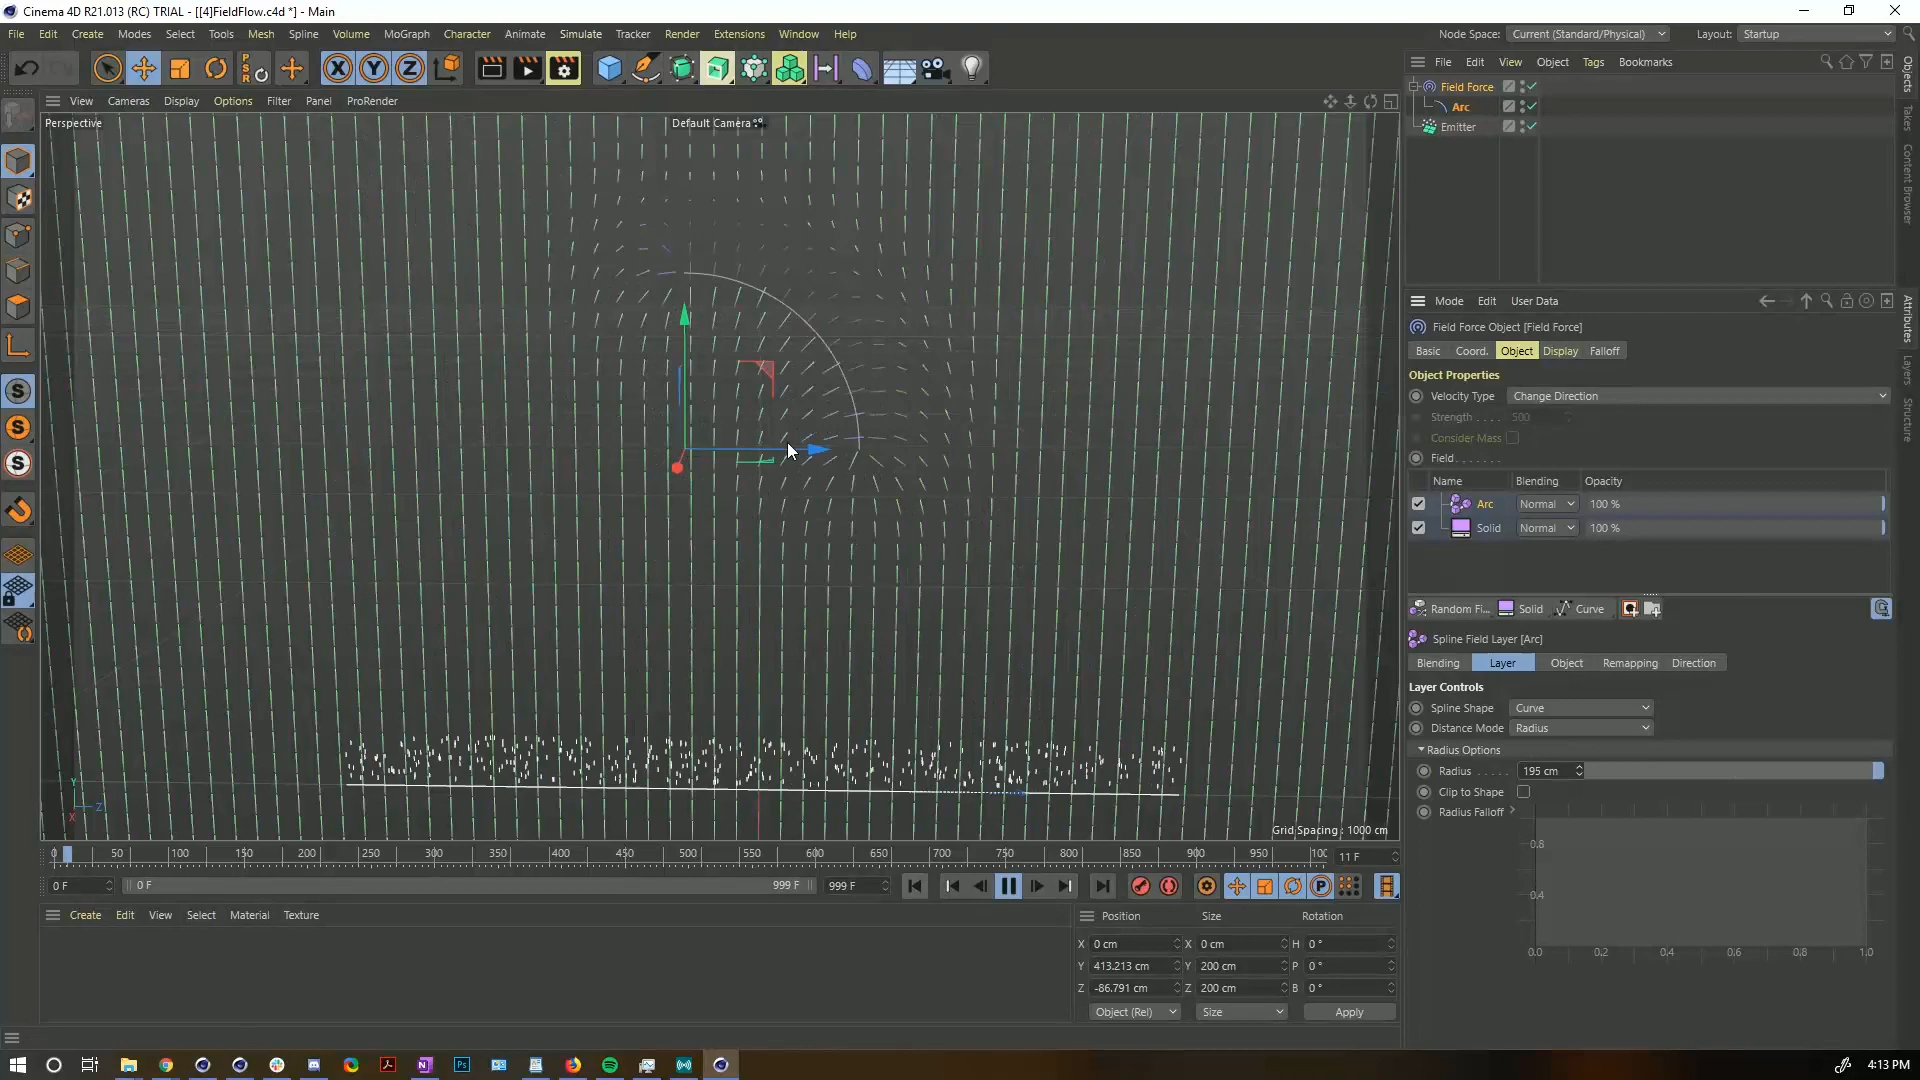 Cinema 4D R21.013 (RC) TRIAL - [[4]FieldFlow.c4d *] - Main
File Edit Create Modes Select Tools Mesh Spline Volume MoGraph Character Animate Simulate Tracker Render Extensions Window Help
Node Space: Current (Standard/Physical) Layout: Startup
PSR X Y Z
File Edit View Object Tags Bookmarks
Field Force
Arc
Emitter
Objects
Takes
Content Browser
View Cameras Display Options Filter Panel ProRender
Perspective
Default Camera
Mode Edit User Data
Attributes
Layers
Structure
Field Force Object [Field Force]
Basic Coord. Object Display Falloff
Object Properties
Velocity Type Change Direction
Strength . . . . 500
Consider Mass
Field . . . . . . .
Name Blending Opacity
Arc Normal 100 %
Solid Normal 100 %
Random Fi... Solid Curve
Spline Field Layer [Arc]
Blending Layer Object Remapping Direction
Layer Controls
Spline Shape Curve
Distance Mode Radius
Radius Options
Radius . . . . . 195 cm
Clip to Shape
Radius Falloff
0.8
0.4
0.0 0.2 0.4 0.6 0.8 1.0
S
S
S
Y
Z
X
Grid Spacing : 1000 cm
0 50 100 150 200 250 300 350 400 450 500 550 600 650 700 750 800 850 900 950 100 11 F
0 F 0 F 999 F 999 F P
Create Edit View Select Material Texture
Position Size Rotation
X 0 cm X 0 cm H 0 °
Y 413.213 cm Y 200 cm P 0 °
Z -86.791 cm Z 200 cm B 0 °
Object (Rel) Size Apply
N Ps
4:13 PM